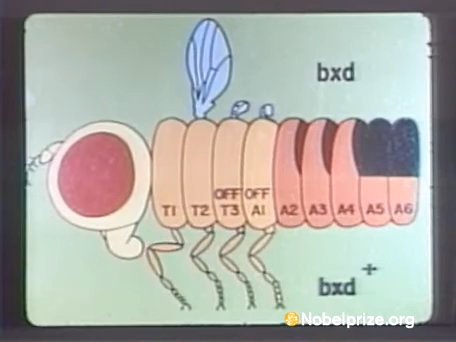 bxd
OFF OFF
T1 T2 T3 A1 A2 A3 A4 A5 A6
bxd+
Nobelprize.org